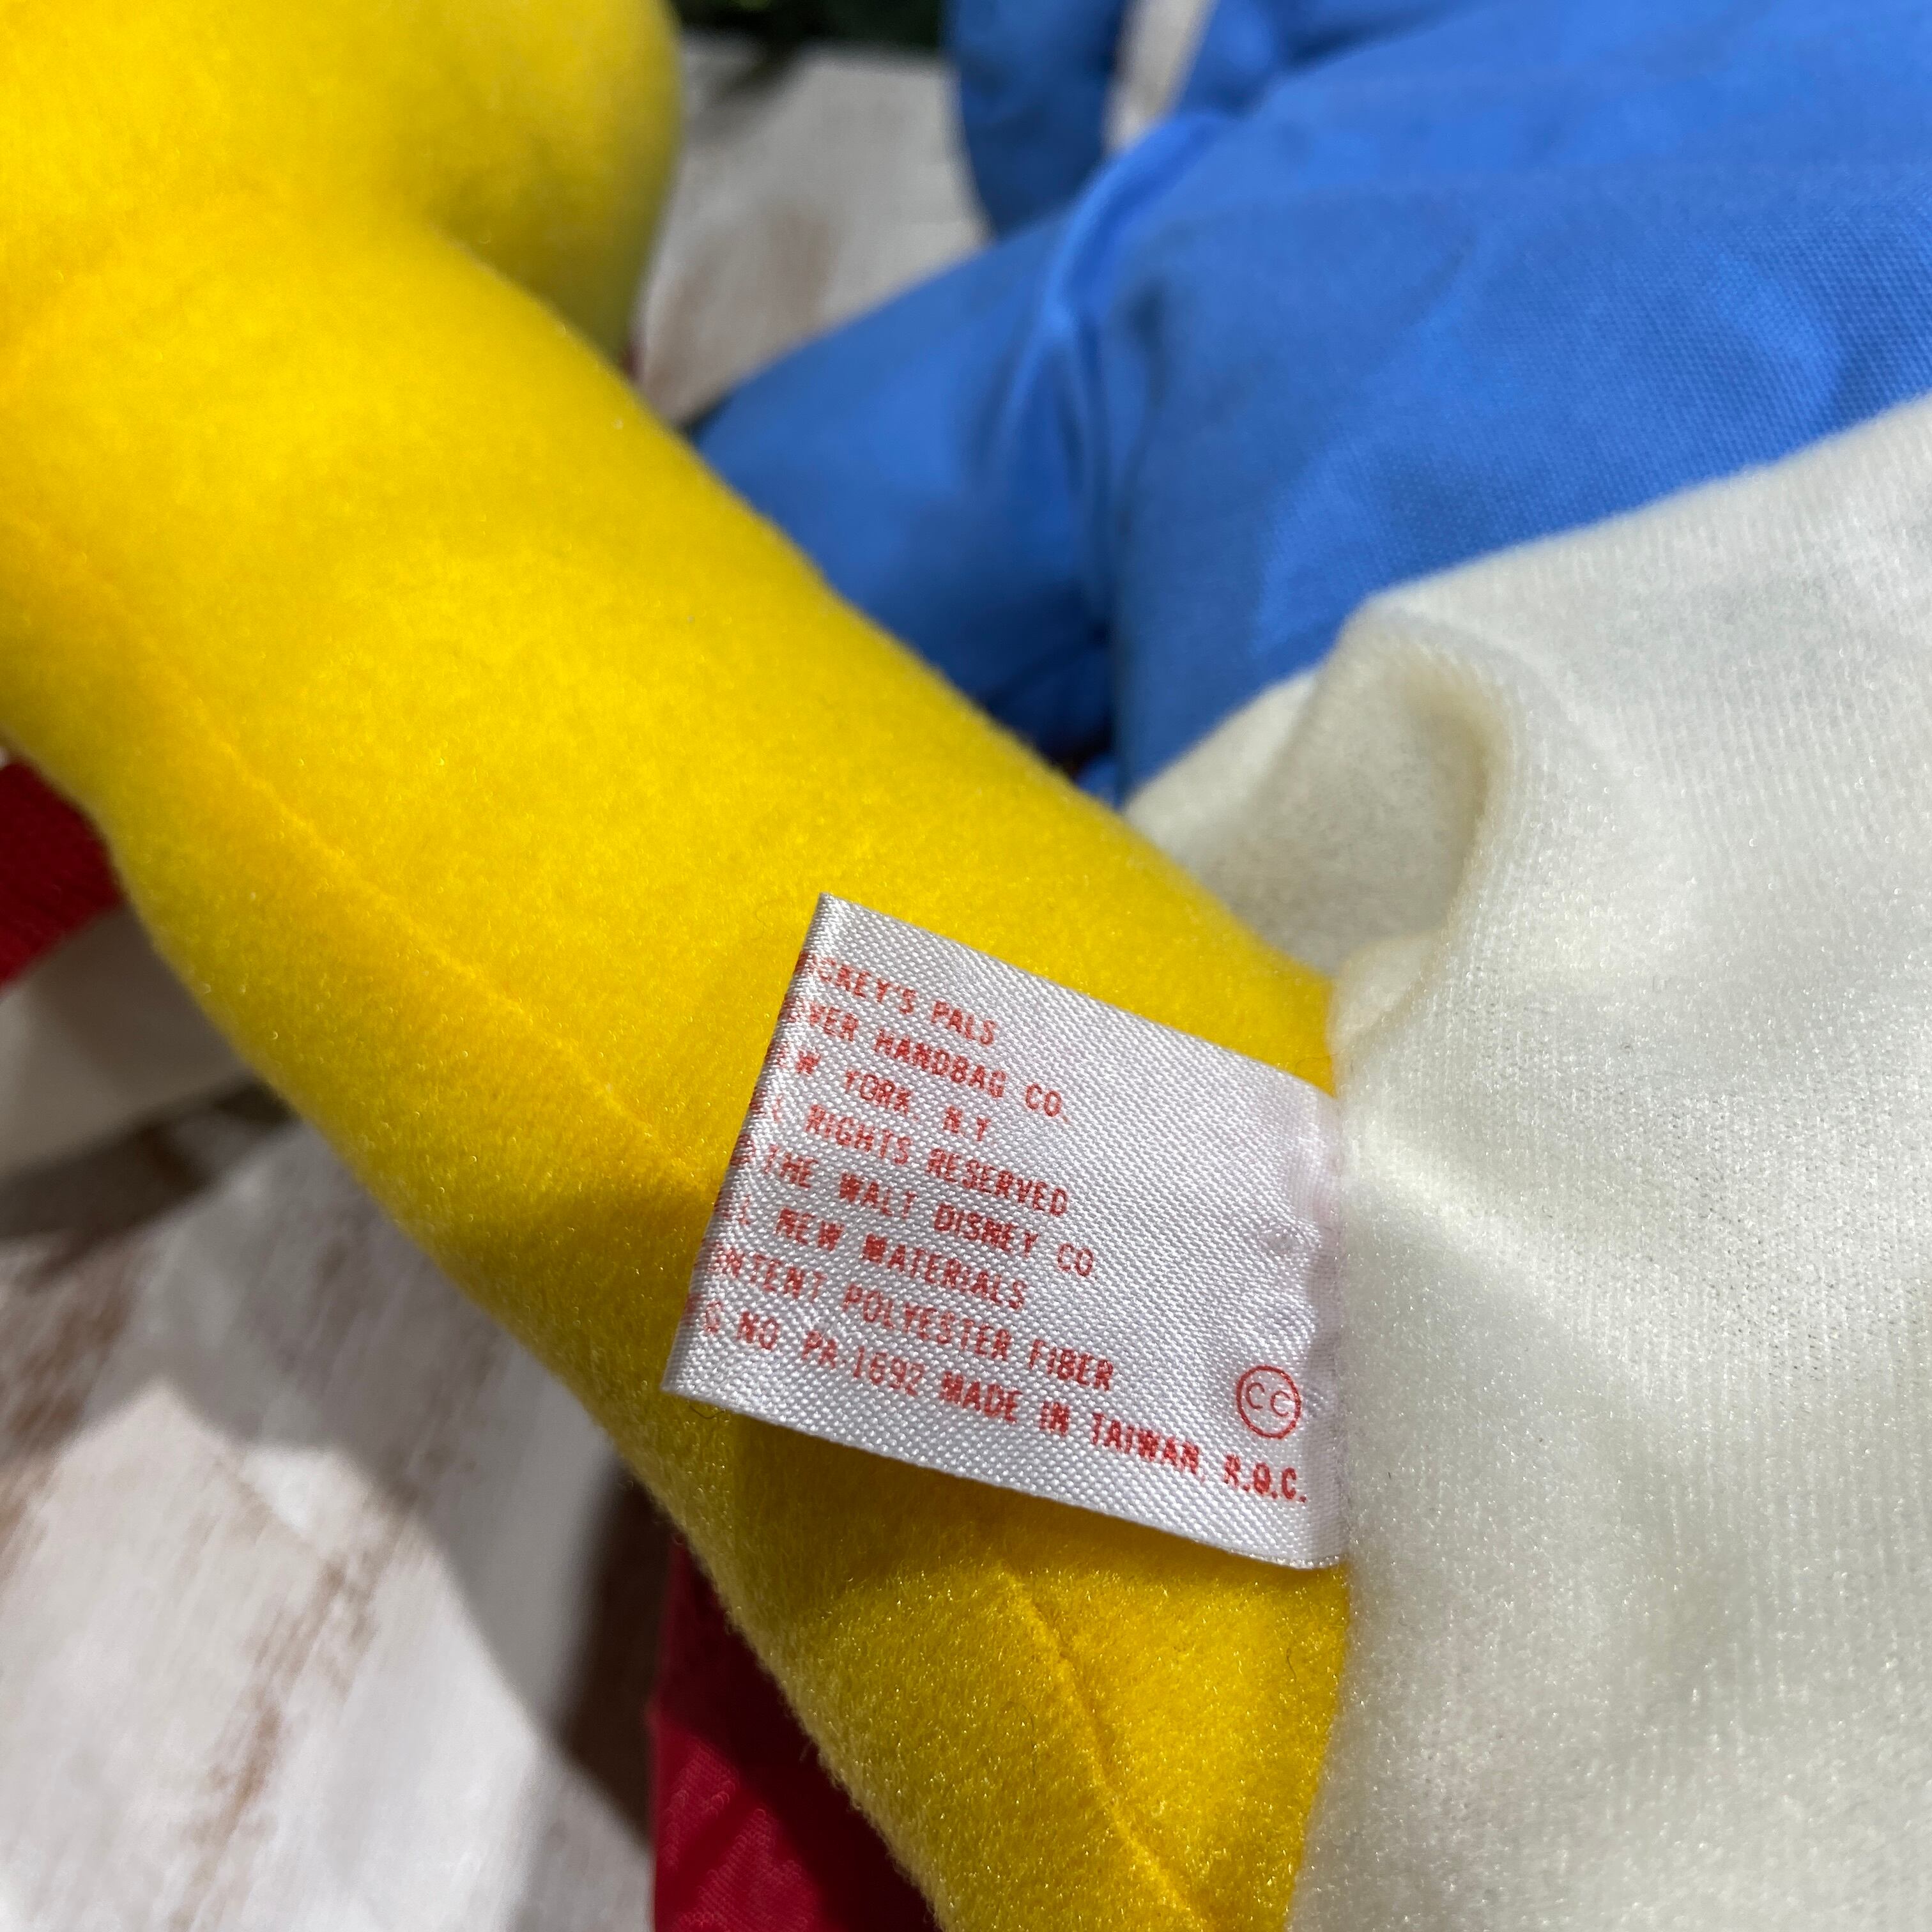 CKEY'S PALS
VER HANDBAG CO.
W YORK, N.Y
L RIGHTS RESERVED
THE WALT DISNEY CO.
L NEW MATERIALS
ONTENT POLYESTER FIBER
G NO PA-1692 MADE IN TAIWAN, R.O.C.
CC